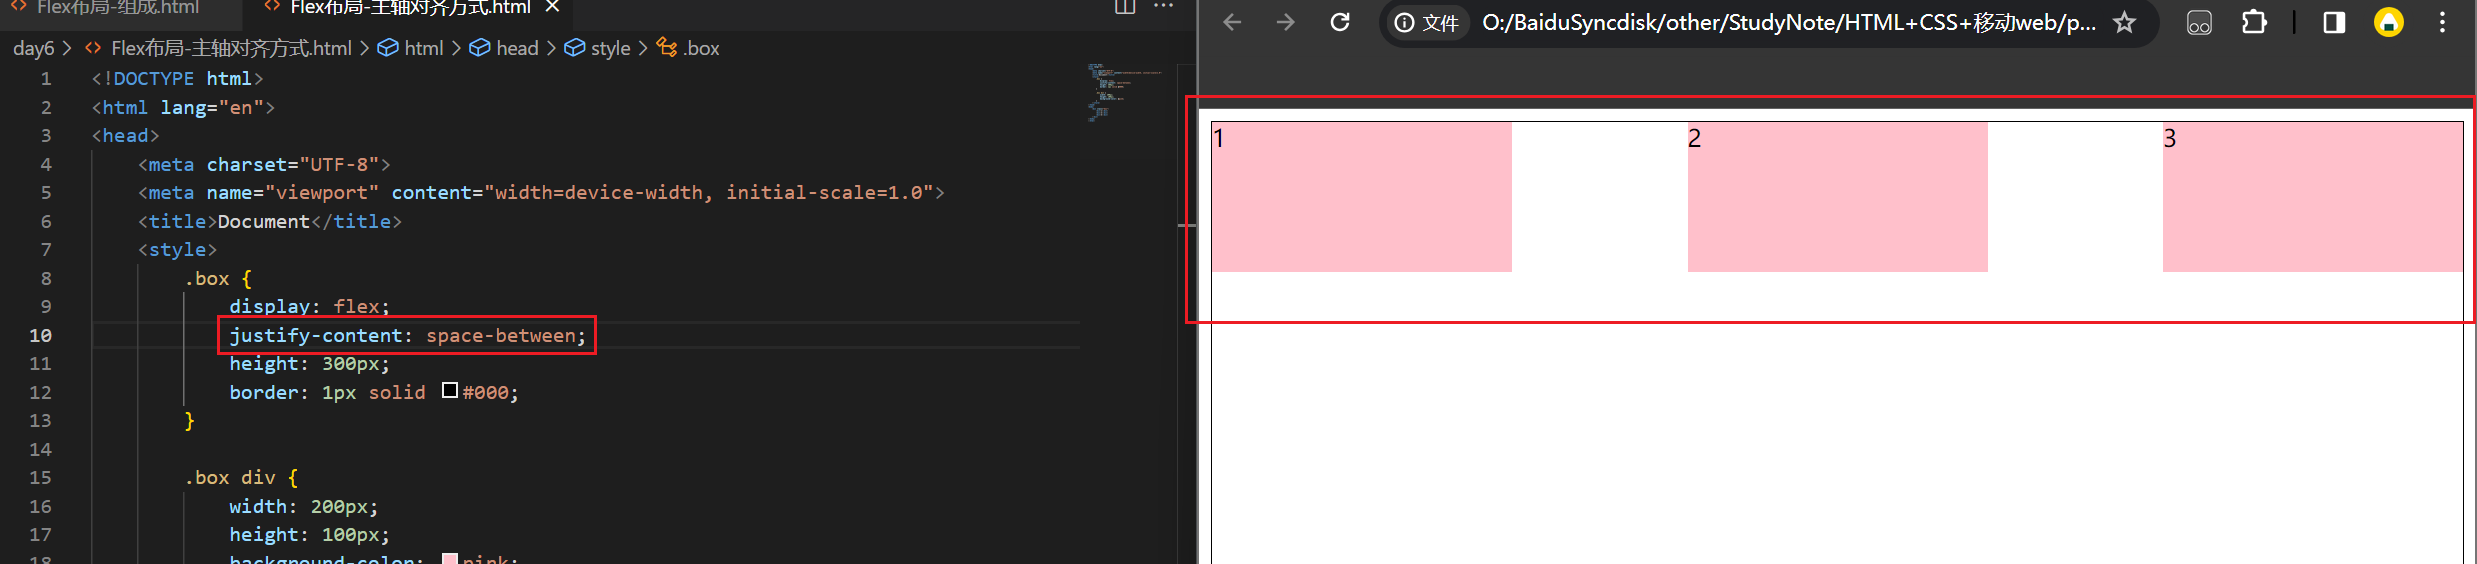 Flex布局-组成.html
Flex布局-主轴对齐方式.html
day6 > Flex布局-主轴对齐方式.html > html > head > style > .box
1 <!DOCTYPE html>
2 <html lang="en">
3 <head>
4 <meta charset="UTF-8">
5 <meta name="viewport" content="width=device-width, initial-scale=1.0">
6 <title>Document</title>
7 <style>
8 .box {
9 display: flex;
10 justify-content: space-between;
11 height: 300px;
12 border: 1px solid #000;
13 }
14
15 .box div {
16 width: 200px;
17 height: 100px;
18 background-color: pink;
文件 O:/BaiduSyncdisk/other/StudyNote/HTML+CSS+移动web/p...
1 2 3